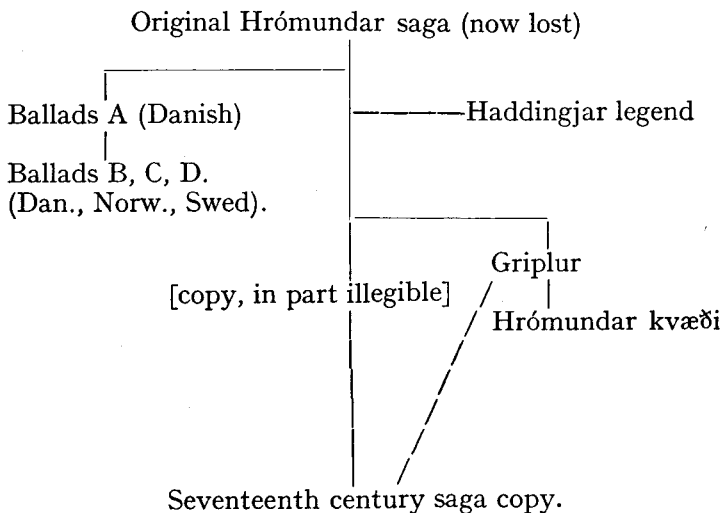 Original Hrómundar saga (now lost)
Ballads A (Danish)
Haddingjar legend
Ballads B, C, D.
(Dan., Norw., Swed).
Griplur
[copy, in part illegible]
Hrómundar kvæði
Seventeenth century saga copy.